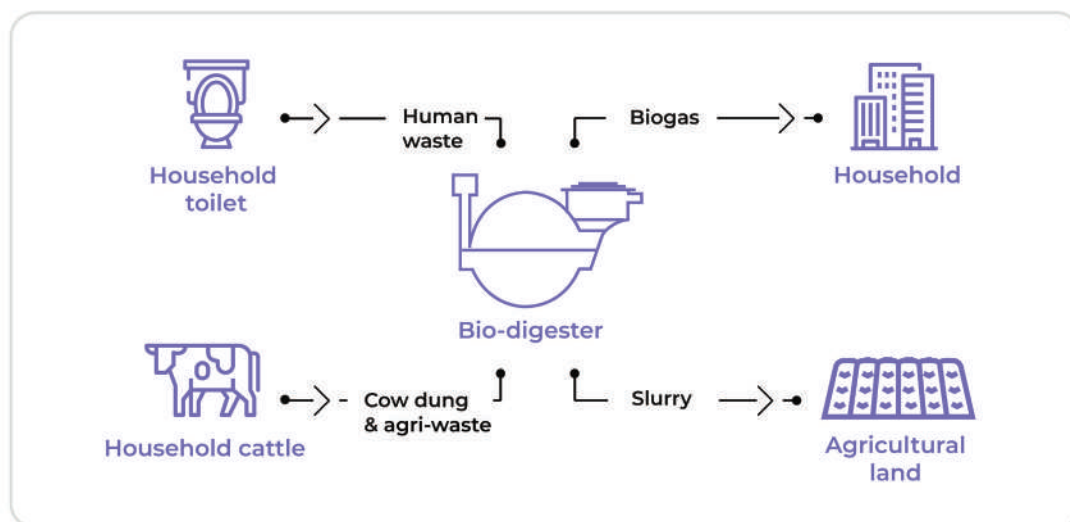 Human
waste
Biogas
Household
toilet
Household
Bio-digester
Cow dung
& agri-waste
Slurry
Household cattle
Agricultural
land